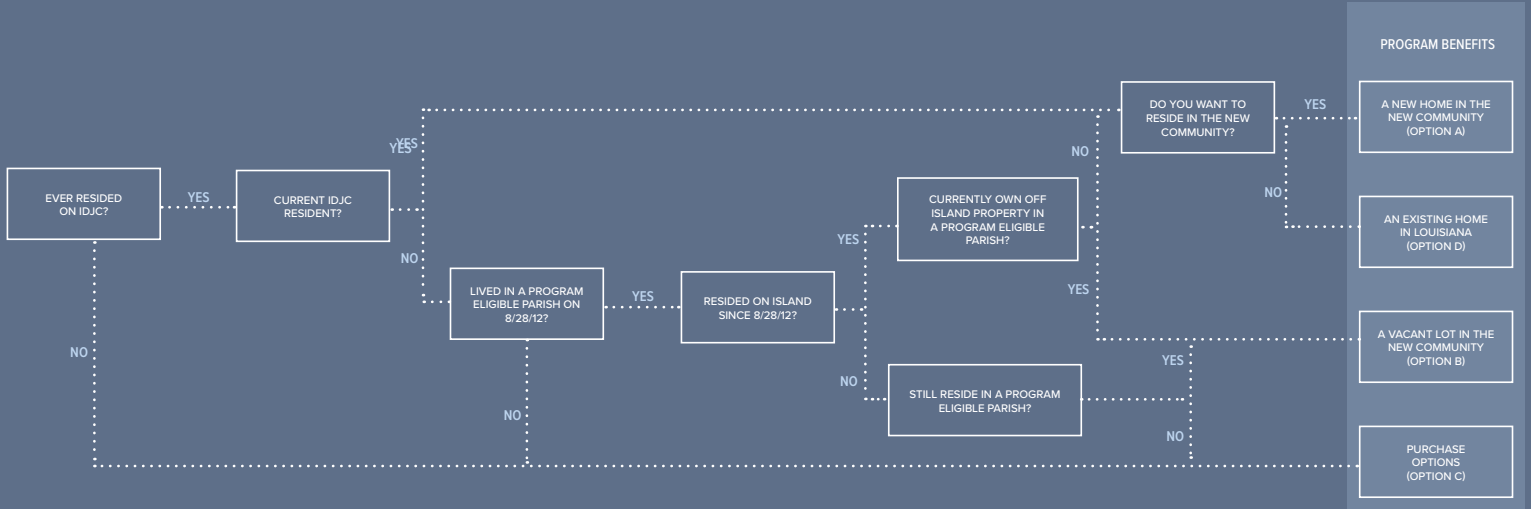 PROGRAM BENEFITS
EVER RESIDED
ON IDJC?
YES
NO
CURRENT IDJC
RESIDENT?
YES
YES
NO
LIVED IN A PROGRAM
ELIGIBLE PARISH ON
8/28/12?
YES
NO
RESIDED ON ISLAND
SINCE 8/28/12?
YES
NO
CURRENTLY OWN OFF
ISLAND PROPERTY IN
A PROGRAM ELIGIBLE
PARISH?
NO
YES
STILL RESIDE IN A PROGRAM
ELIGIBLE PARISH?
YES
NO
DO YOU WANT TO
RESIDE IN THE NEW
COMMUNITY?
YES
NO
A NEW HOME IN THE
NEW COMMUNITY
(OPTION A)
AN EXISTING HOME
IN LOUISIANA
(OPTION D)
A VACANT LOT IN THE
NEW COMMUNITY
(OPTION B)
PURCHASE
OPTIONS
(OPTION C)